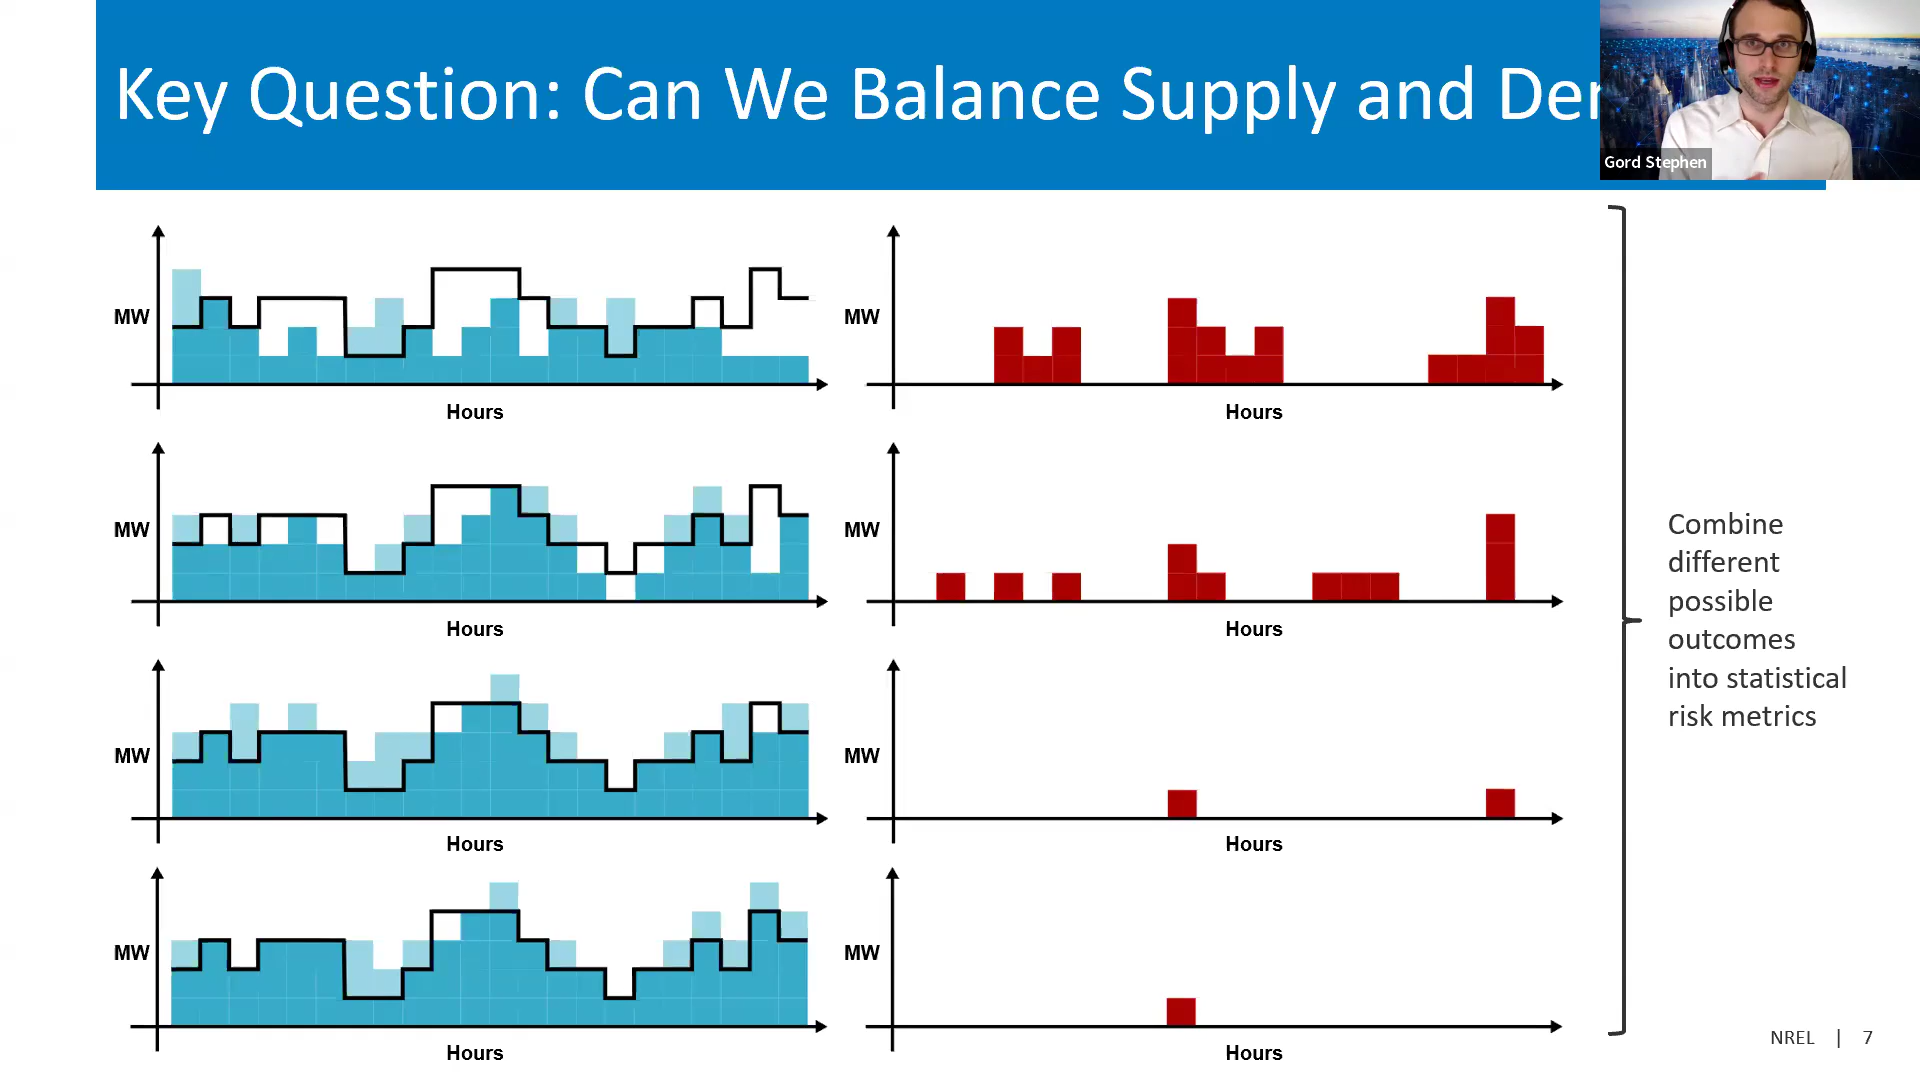 Key Question: Can We Balance Supply and
Gord Stephen
MW
Hours
MW
Hours
MW
Hours
MW
Hours
MW
Hours
MW
Hours
MW
Hours
MW
Hours
Combine
different
possible
outcomes
into statistical
risk metrics
NREL | 7